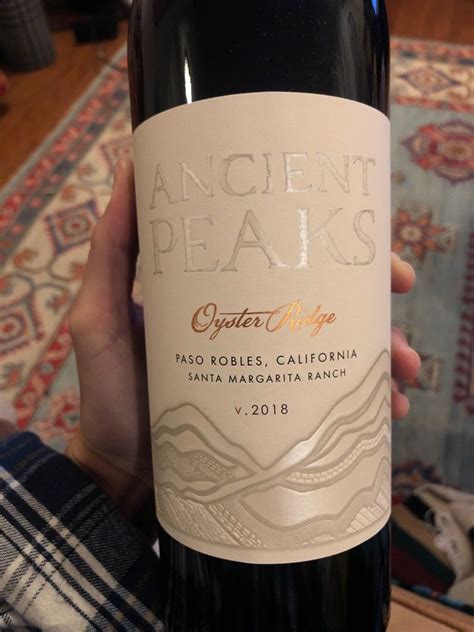 ANCIENT
PEAKS
Oyster Ridge
PASO ROBLES, CALIFORNIA
SANTA MARGARITA RANCH
v.2018